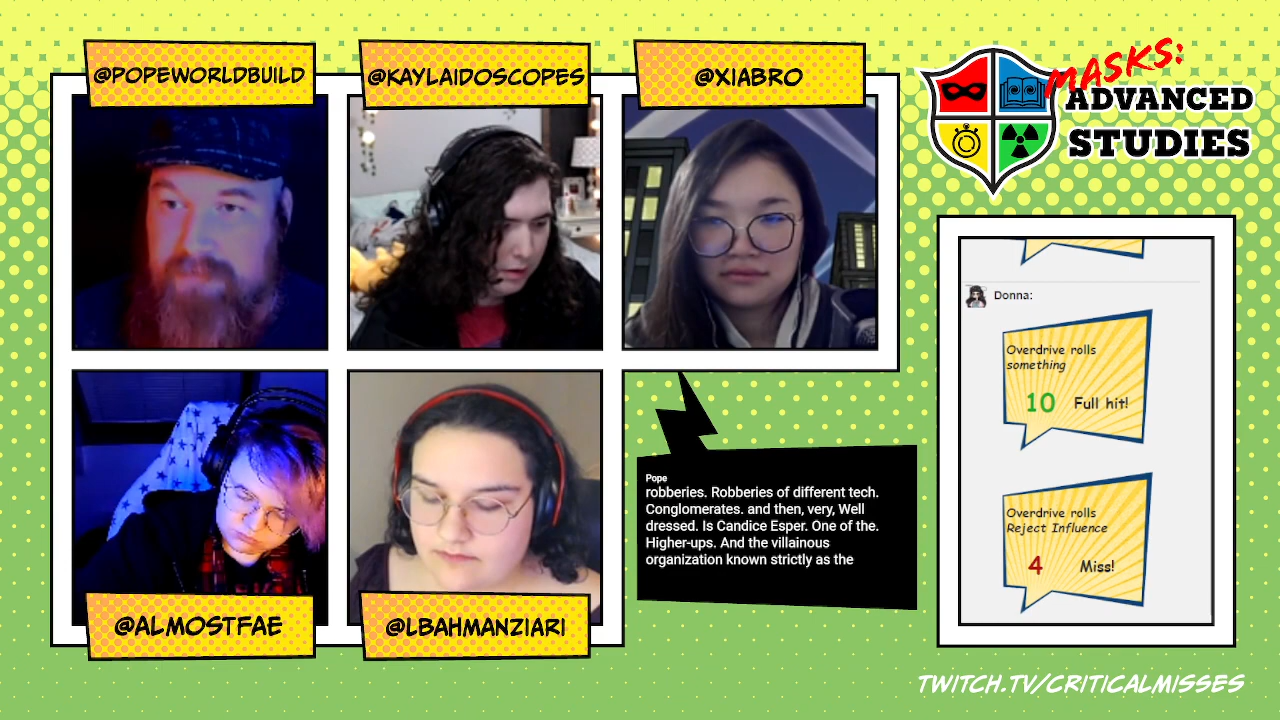 @POPEWORLDBUILD
@KAYLAIDOSCOPES
@XIABRO
MASKS:
ADVANCED
STUDIES
Donna:
Overdrive rolls
something
10 Full hit!
Overdrive rolls
Reject Influence
4 Miss!
Pope
robberies. Robberies of different tech.
Conglomerates. and then, very, Well
dressed. Is Candice Esper. One of the.
Higher-ups. And the villainous
organization known strictly as the
@ALMOSTFAE
@LBAHMANZIARI
TWITCH.TV/CRITICALMISSES